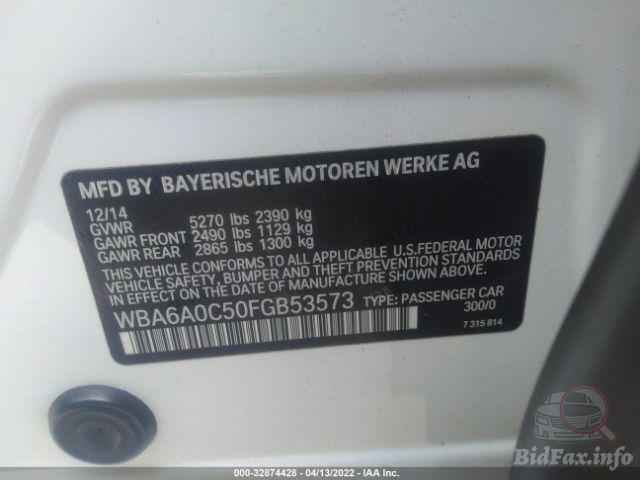 MFD BY BAYERISCHE MOTOREN WERKE AG
12/14
GVWR 5270 lbs 2390 kg
GAWR FRONT 2490 lbs 1129 kg
GAWR REAR 2865 lbs 1300 kg
THIS VEHICLE CONFORMS TO ALL APPLICABLE U.S.FEDERAL MOTOR
VEHICLE SAFETY, BUMPER, AND THEFT PREVENTION STANDARDS
IN EFFECT ON THE DATE OF MANUFACTURE SHOWN ABOVE.
WBA6A0C50FGB53573 TYPE: PASSENGER CAR
300/0
7 315 814
BidFax.info
000-32874428 - 04/13/2022 - IAA Inc.